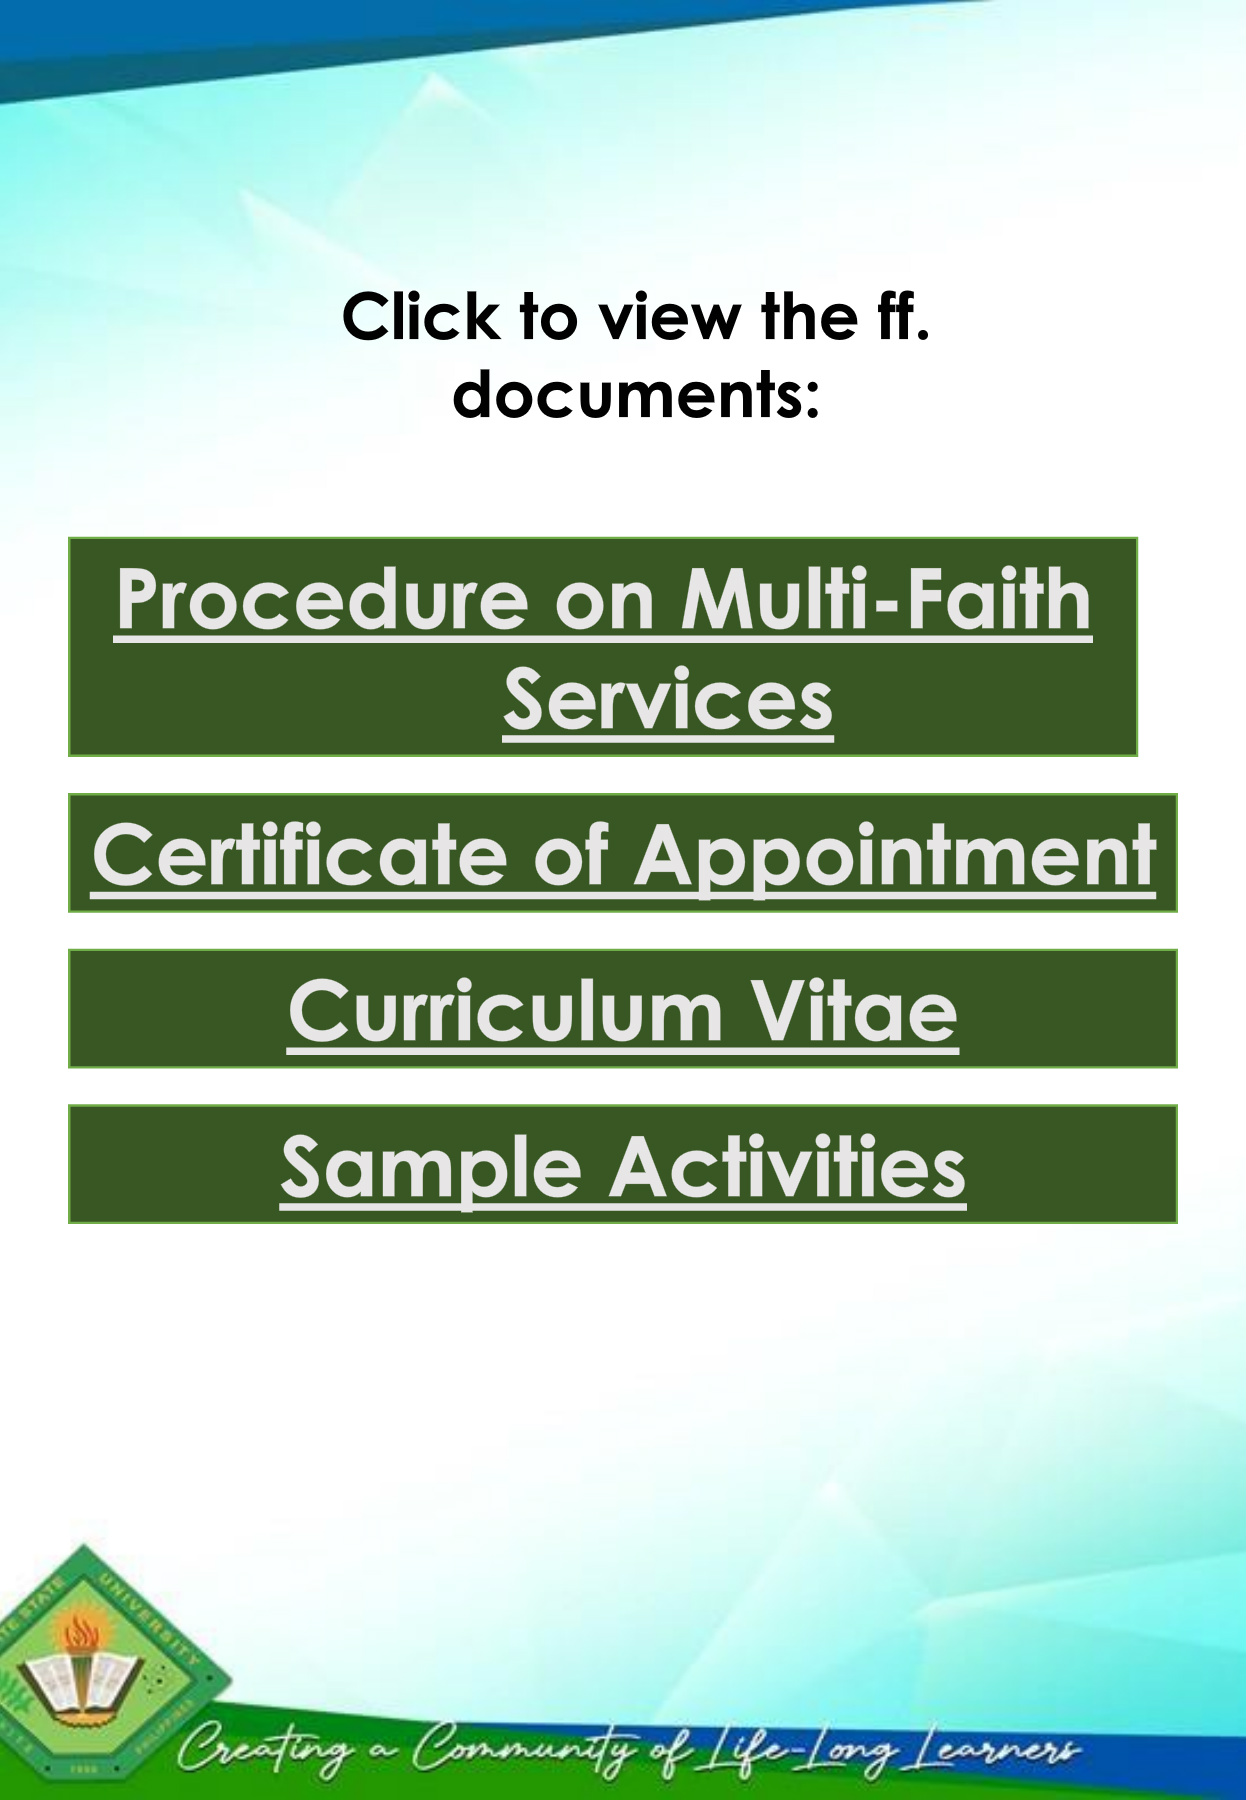 Click to view the ff.
documents:
Procedure on Multi-Faith
Services
Certificate of Appointment
Curriculum Vitae
Sample Activities
STATE UNIVERSITY
PHILIPPINES
Creating a Community of Life-Long Learners